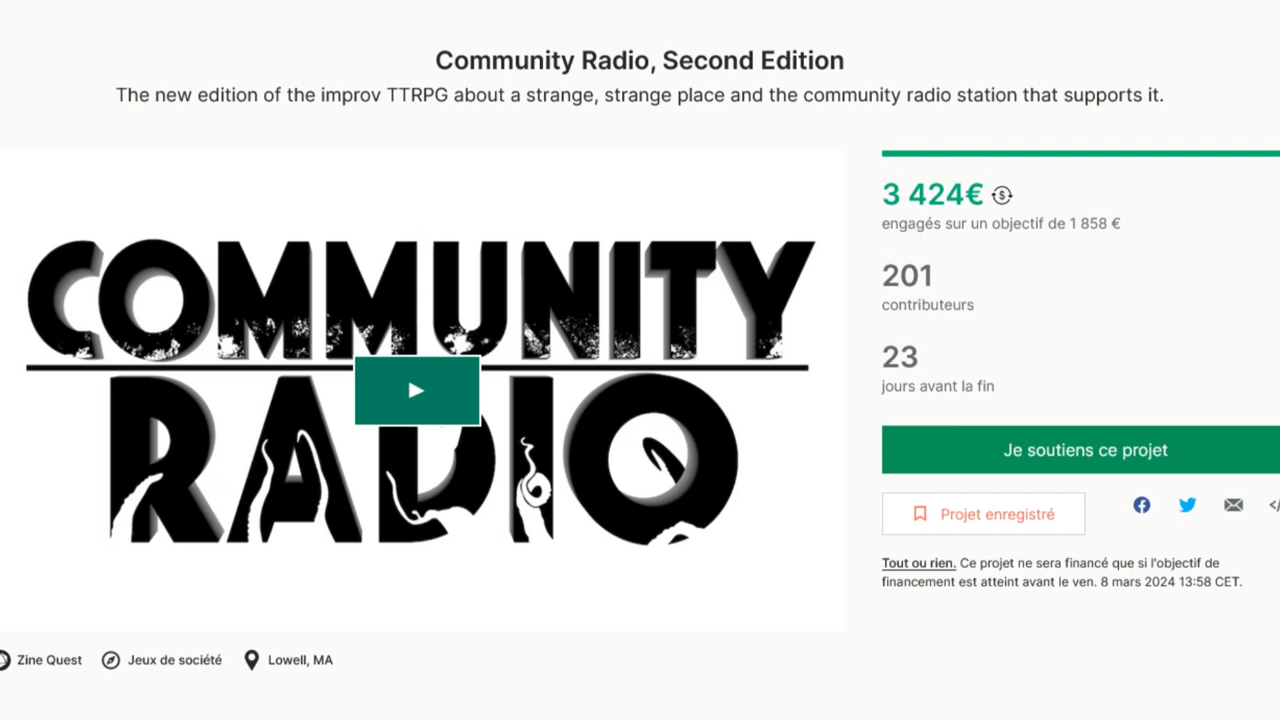 Community Radio, Second Edition
The new edition of the improv TTRPG about a strange, strange place and the community radio station that supports it.
COMMUNITY
RADIO
3 424€
engagés sur un objectif de 1 858 €
201
contributeurs
23
jours avant la fin
Je soutiens ce projet
Projet enregistré
Tout ou rien. Ce projet ne sera financé que si l'objectif de
financement est atteint avant le ven. 8 mars 2024 13:58 CET.
Zine Quest
Jeux de société
Lowell, MA